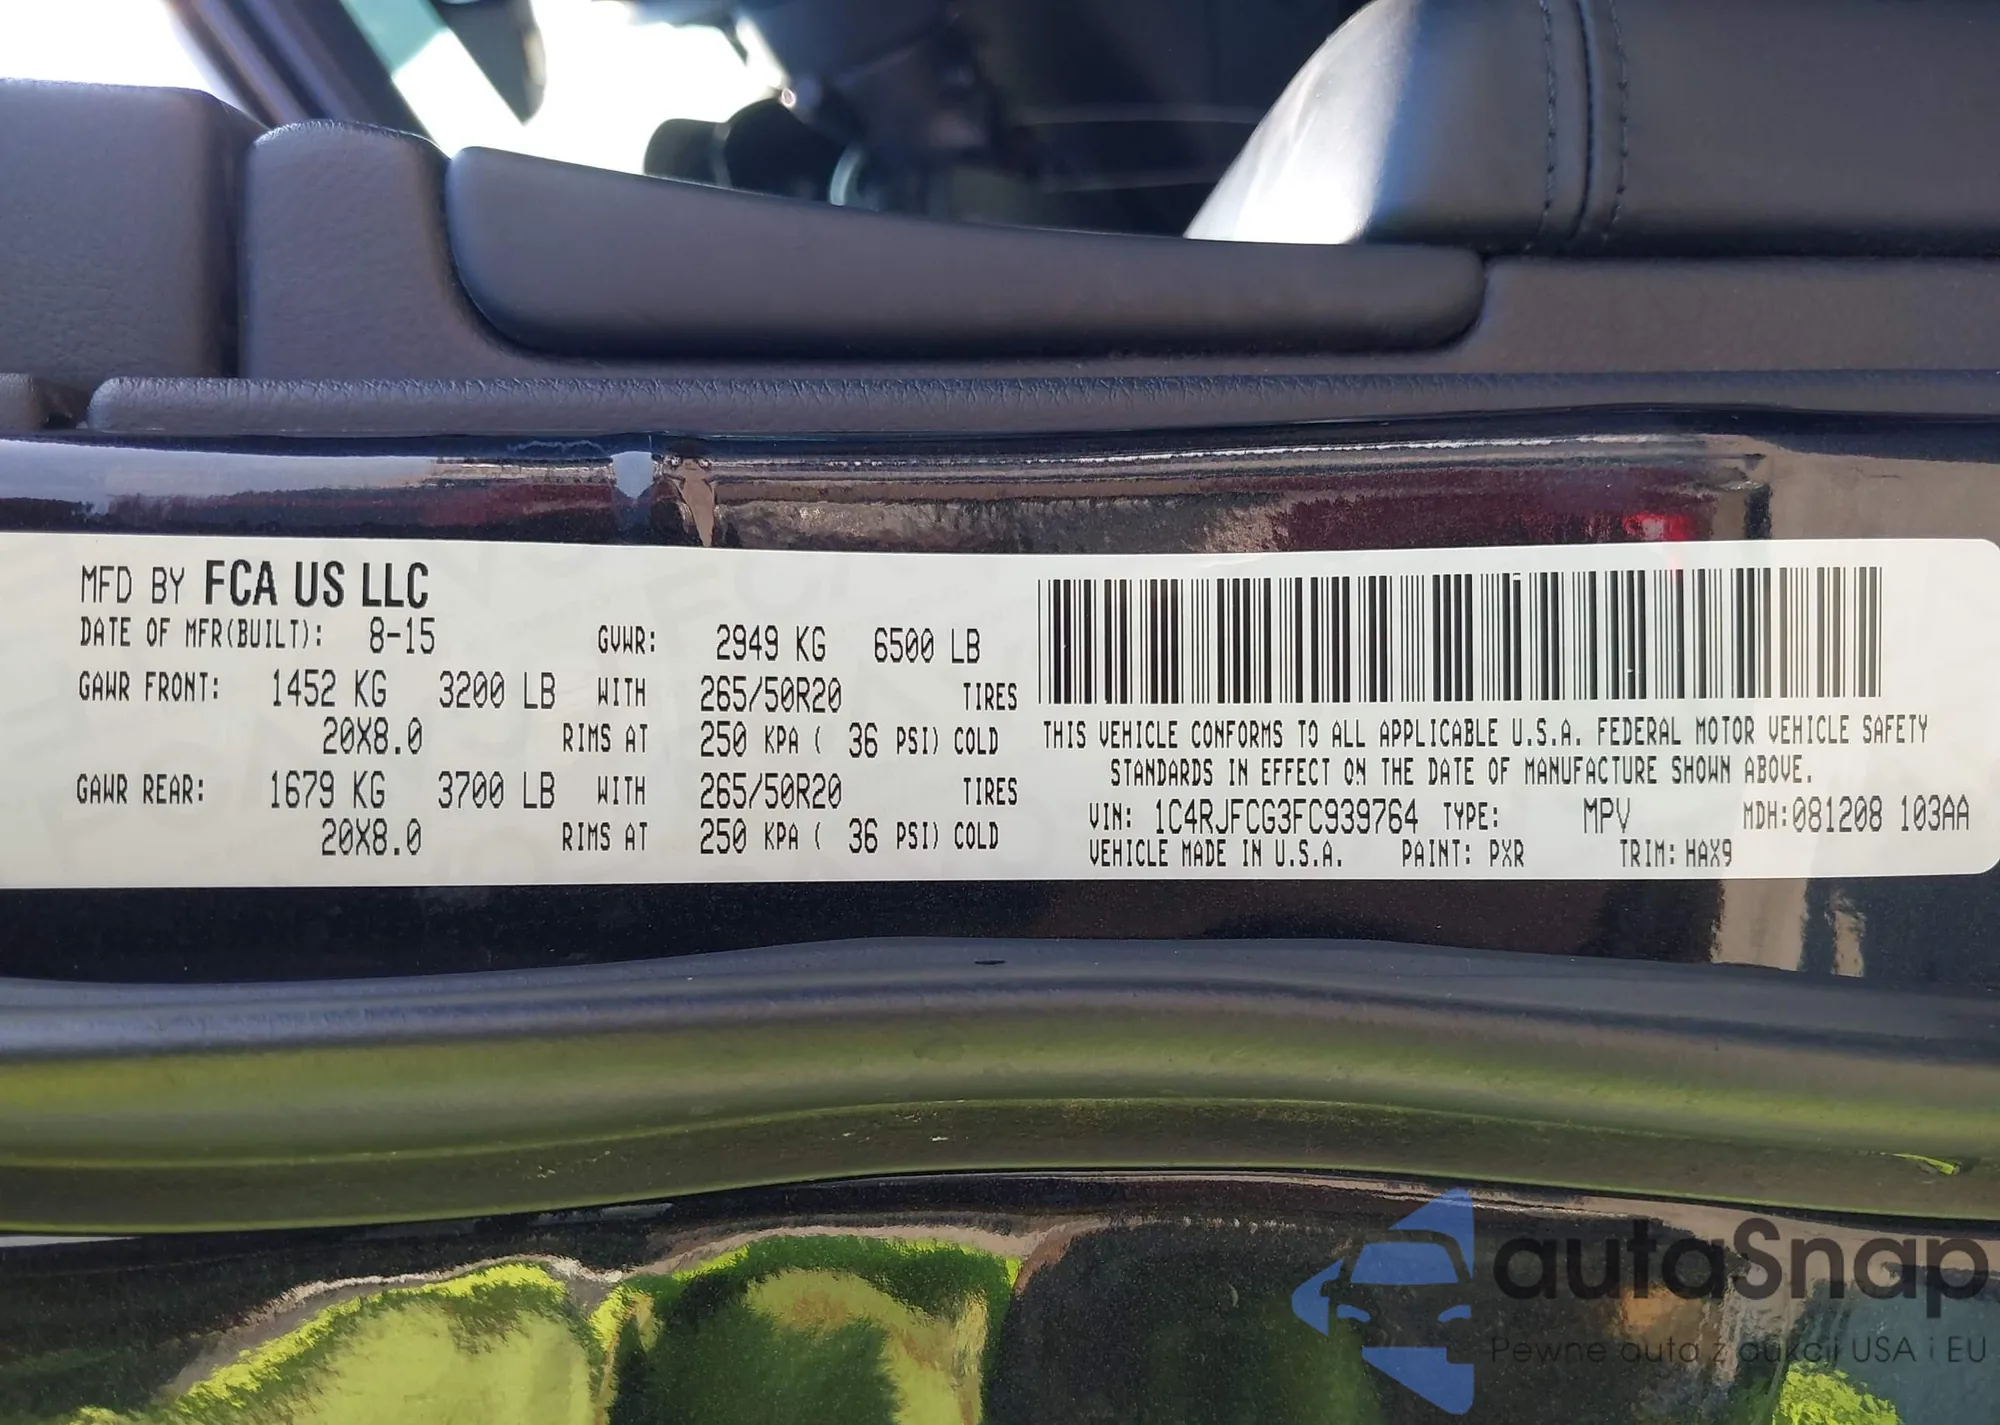 MFD BY FCA US LLC
DATE OF MFR(BUILT): 8-15 GVWR: 2949 KG 6500 LB
GAWR FRONT: 1452 KG 3200 LB WITH 265/50R20 TIRES
20X8.0 RIMS AT 250 KPA ( 36 PSI) COLD
GAWR REAR: 1679 KG 3700 LB WITH 265/50R20 TIRES
20X8.0 RIMS AT 250 KPA ( 36 PSI) COLD
THIS VEHICLE CONFORMS TO ALL APPLICABLE U.S.A. FEDERAL MOTOR VEHICLE SAFETY
STANDARDS IN EFFECT ON THE DATE OF MANUFACTURE SHOWN ABOVE.
VIN: 1C4RJFCG3FC939764 TYPE: MPV MDH:081208 103AA
VEHICLE MADE IN U.S.A. PAINT: PXR TRIM: HAX9
autaSnap
Pewne auta z aukcji USA i EU